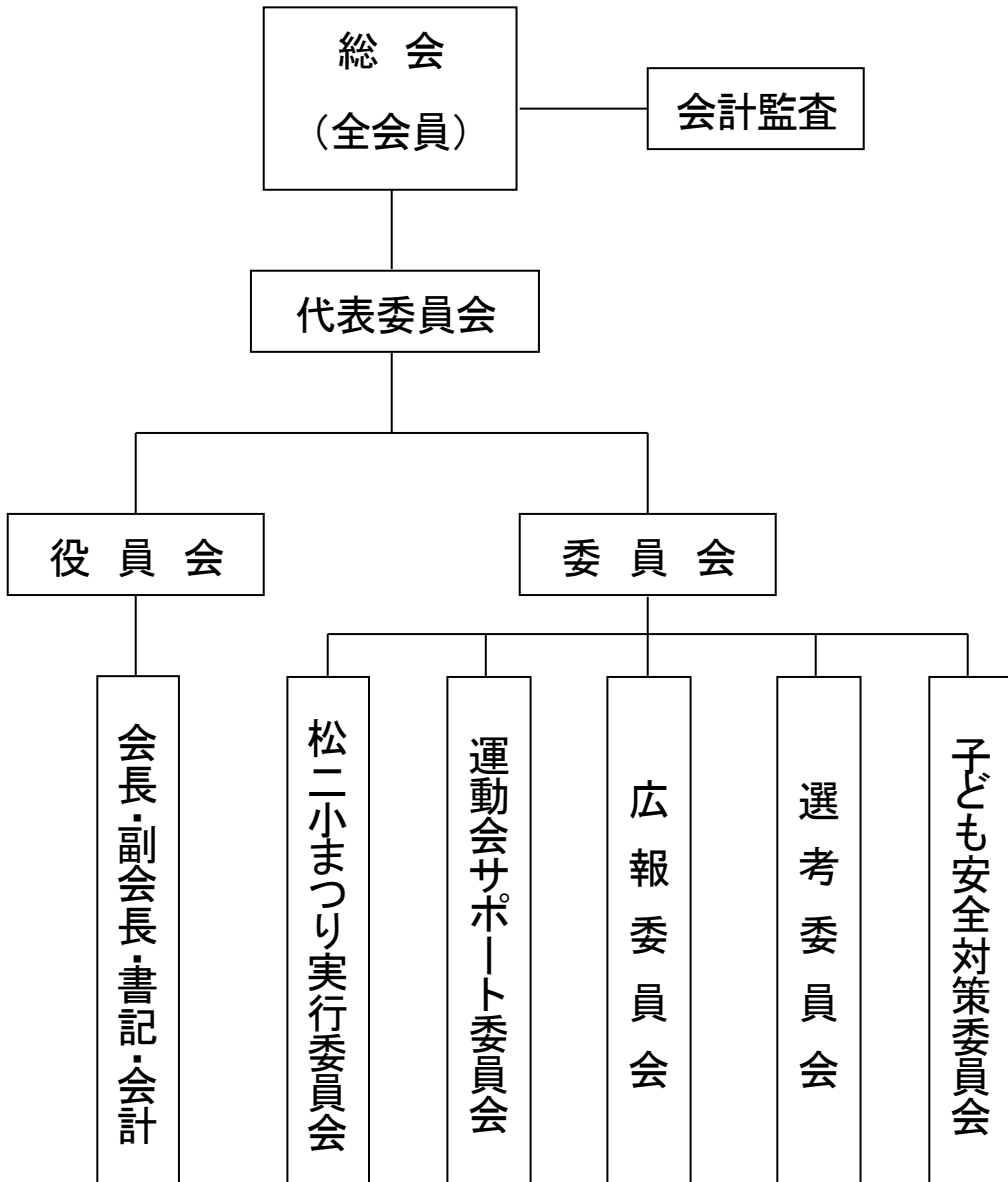 総 会
（全会員）
会計監査
代表委員会
役 員 会
委 員 会
会長・副会長・書記・会計
松二小まつり実行委員会
運動会サポート委員会
広報委員会
選考委員会
子ども安全対策委員会